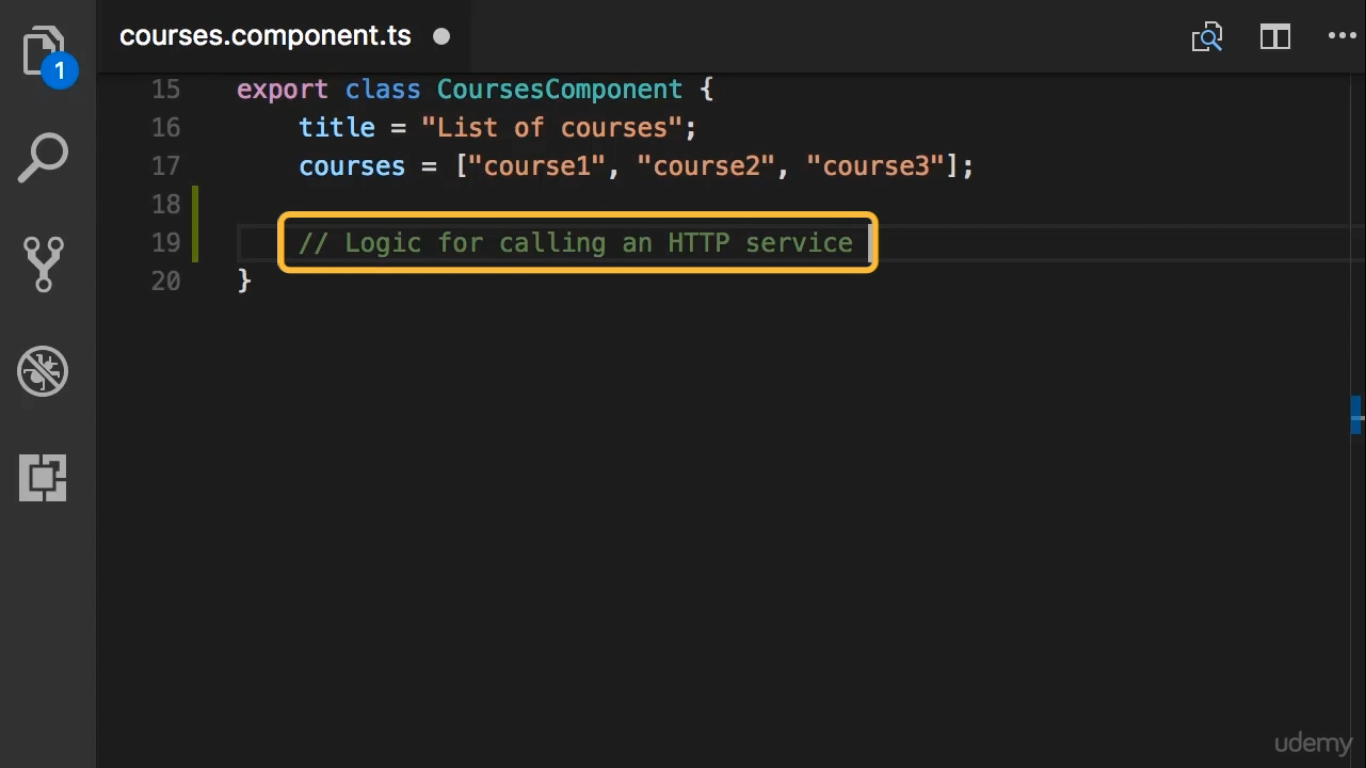 courses.component.ts
1
15 export class CoursesComponent {
16 title = "List of courses";
17 courses = ["course1", "course2", "course3"];
18
19 // Logic for calling an HTTP service
20 }
udemy